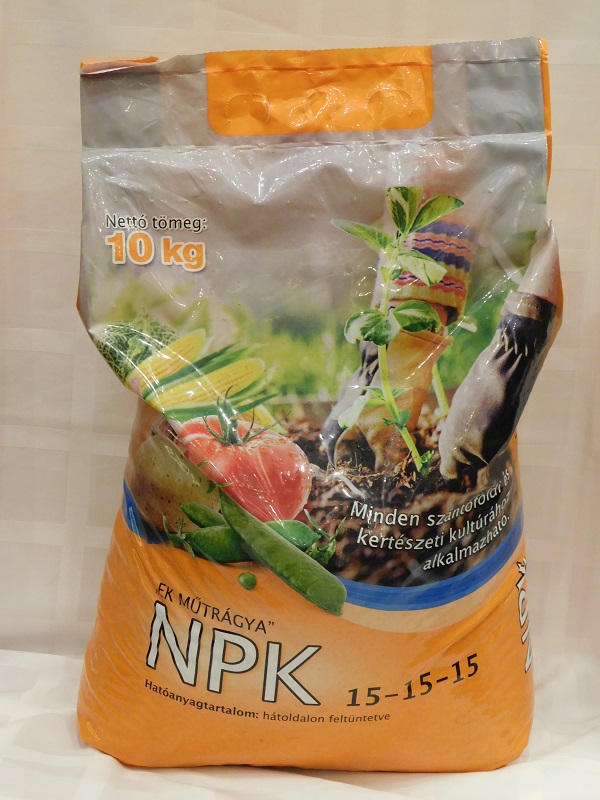 Nettó tömeg:
10 kg
Minden szántóföldi és
kertészeti kultúrához
alkalmazható.
„EK MŰTRÁGYA”
NPK 15-15-15
Hatóanyagtartalom: hátoldalon feltüntetve
NPK